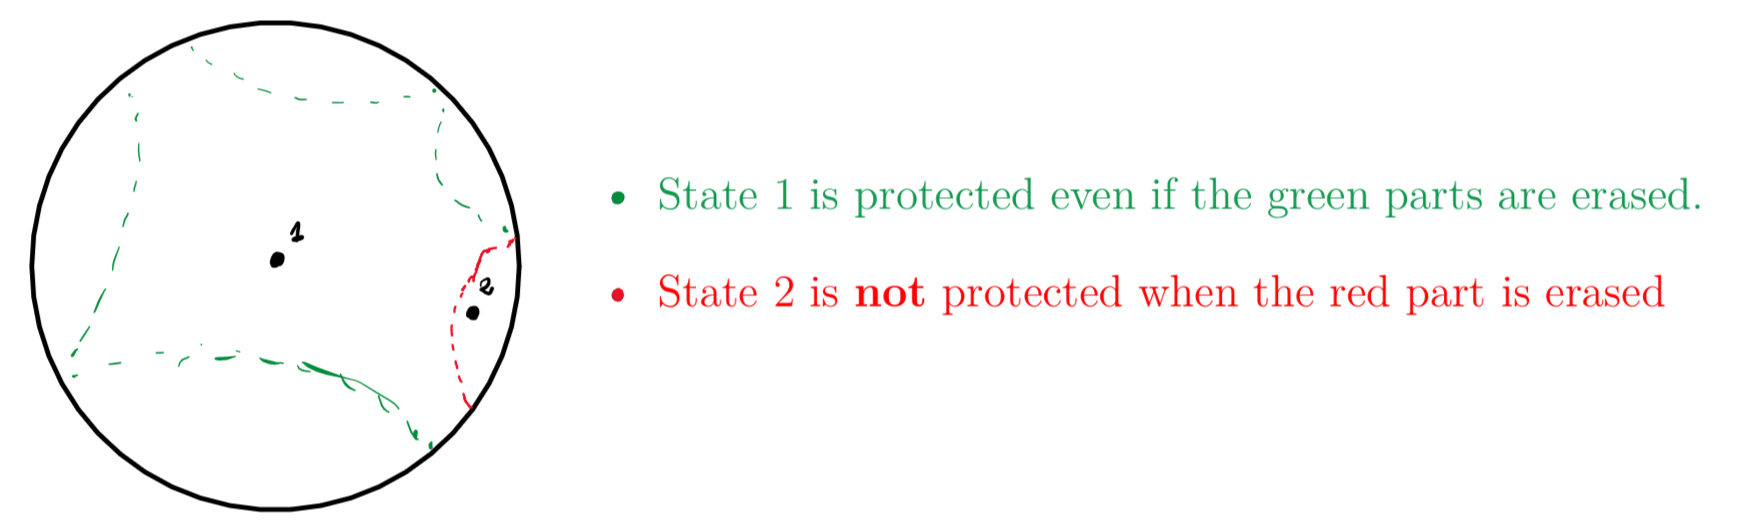 1
• State 1 is protected even if the green parts are erased.
2
• State 2 is not protected when the red part is erased